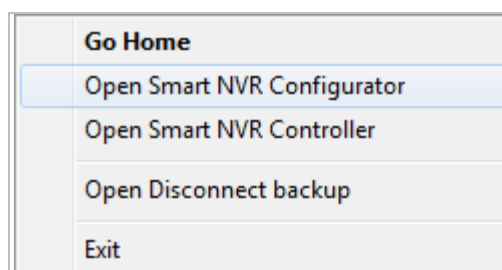 Go Home
Open Smart NVR Configurator
Open Smart NVR Controller
Open Disconnect backup
Exit